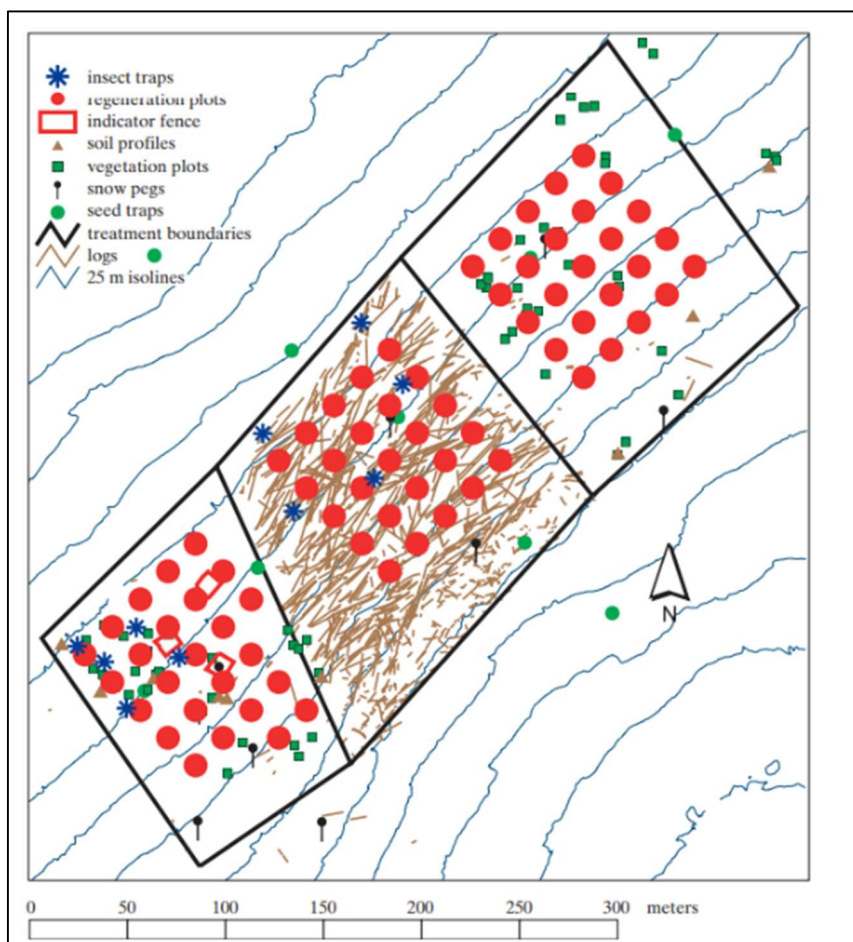 insect traps
regeneration plots
indicator fence
soil profiles
vegetation plots
snow pegs
seed traps
treatment boundaries
logs
25 m isolines
N
0 50 100 150 200 250 300 meters